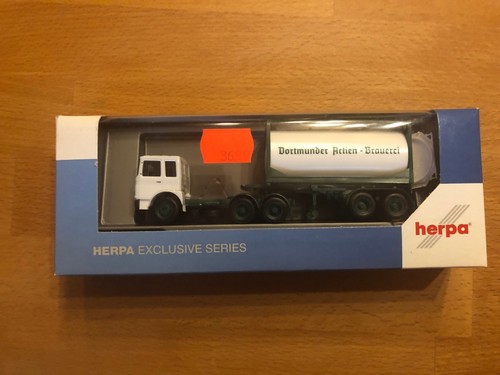 Dortmunder Actien-Brauerei
herpa®
HERPA EXCLUSIVE SERIES